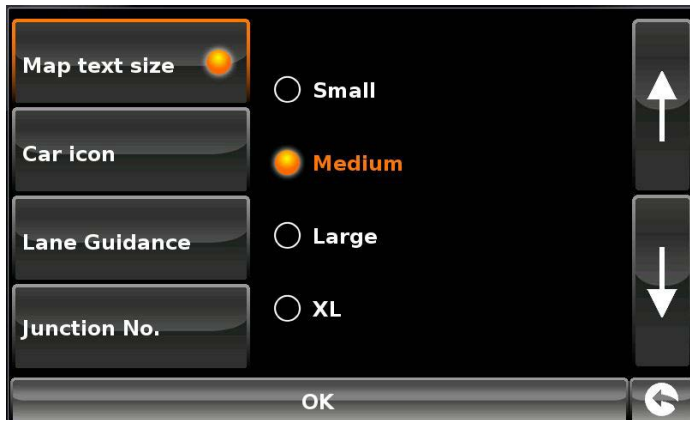 Map text size
Car icon
Lane Guidance
Junction No.
Small
Medium
Large
XL
OK